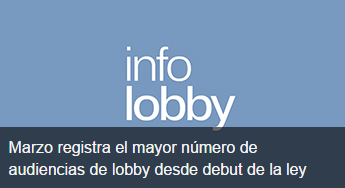 info
lobby
Marzo registra el mayor número de
audiencias de lobby desde debut de la ley